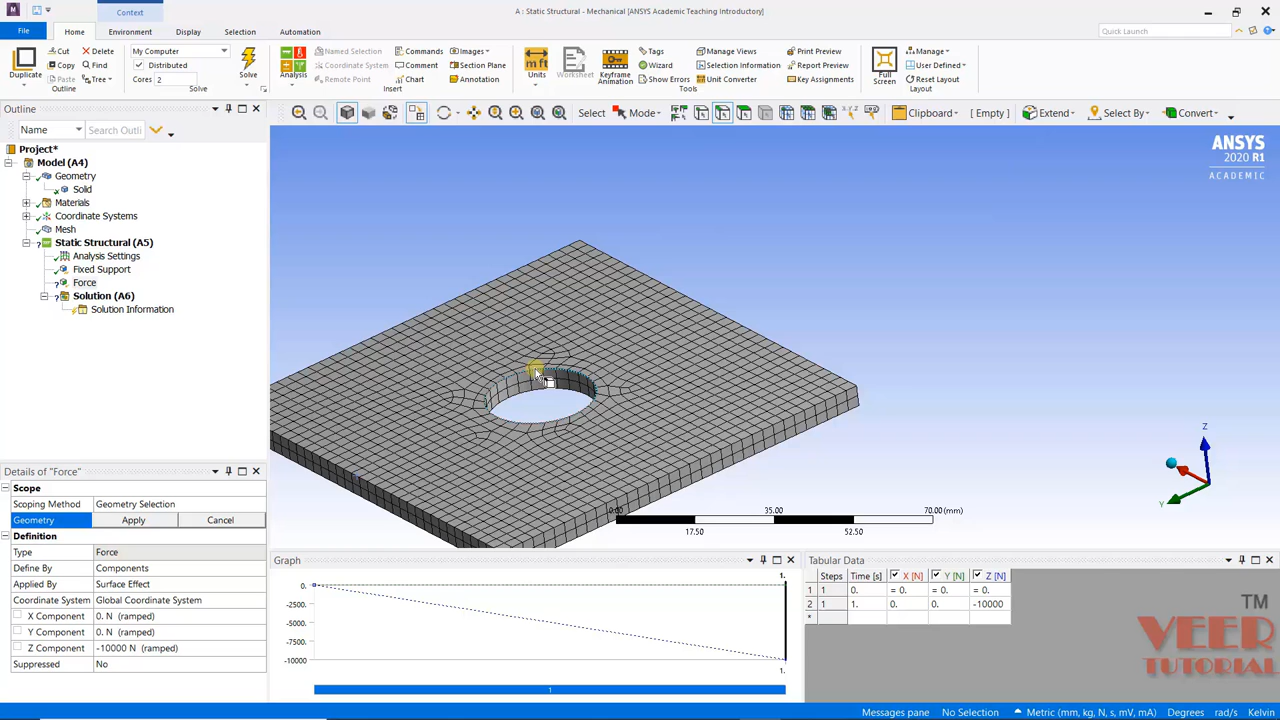 A : Static Structural - Mechanical [ANSYS Academic Teaching Introductory]
Context
File
Home
Environment
Display
Selection
Automation
Quick Launch
Duplicate
Cut
Delete
Copy
Find
Paste
Tree
Outline
My Computer
Distributed
Cores 2
Solve
Solve
Analysis
Named Selection
Coordinate System
Remote Point
Commands
Comment
Chart
Images
Section Plane
Annotation
Insert
Units
Worksheet
Keyframe
Animation
Tags
Wizard
Show Errors
Manage Views
Selection Information
Unit Converter
Print Preview
Report Preview
Key Assignments
Tools
Full
Screen
Manage
User Defined
Reset Layout
Layout
Outline
Name
Search Outli
Select
Mode
Clipboard
[ Empty ]
Extend
Select By
Convert
Project*
Model (A4)
Geometry
Solid
Materials
Coordinate Systems
Mesh
Static Structural (A5)
Analysis Settings
Fixed Support
Force
Solution (A6)
Solution Information
ANSYS
2020 R1
ACADEMIC
Z
Y
0.00
35.00
70.00 (mm)
17.50
52.50
Details of "Force"
Scope
Scoping Method Geometry Selection
Geometry Apply Cancel
Definition
Type Force
Define By Components
Applied By Surface Effect
Coordinate System Global Coordinate System
X Component 0. N (ramped)
Y Component 0. N (ramped)
Z Component -10000 N (ramped)
Suppressed No
Graph
1.
0.
-2500.
-5000.
-7500.
-10000
1.
1
Tabular Data
Steps Time [s] X [N] Y [N] Z [N]
1 1 0. = 0. = 0. = 0.
2 1 1. 0. 0. -10000
*
TM
VEER
TUTORIAL
Messages pane No Selection Metric (mm, kg, N, s, mV, mA) Degrees rad/s Kelvin